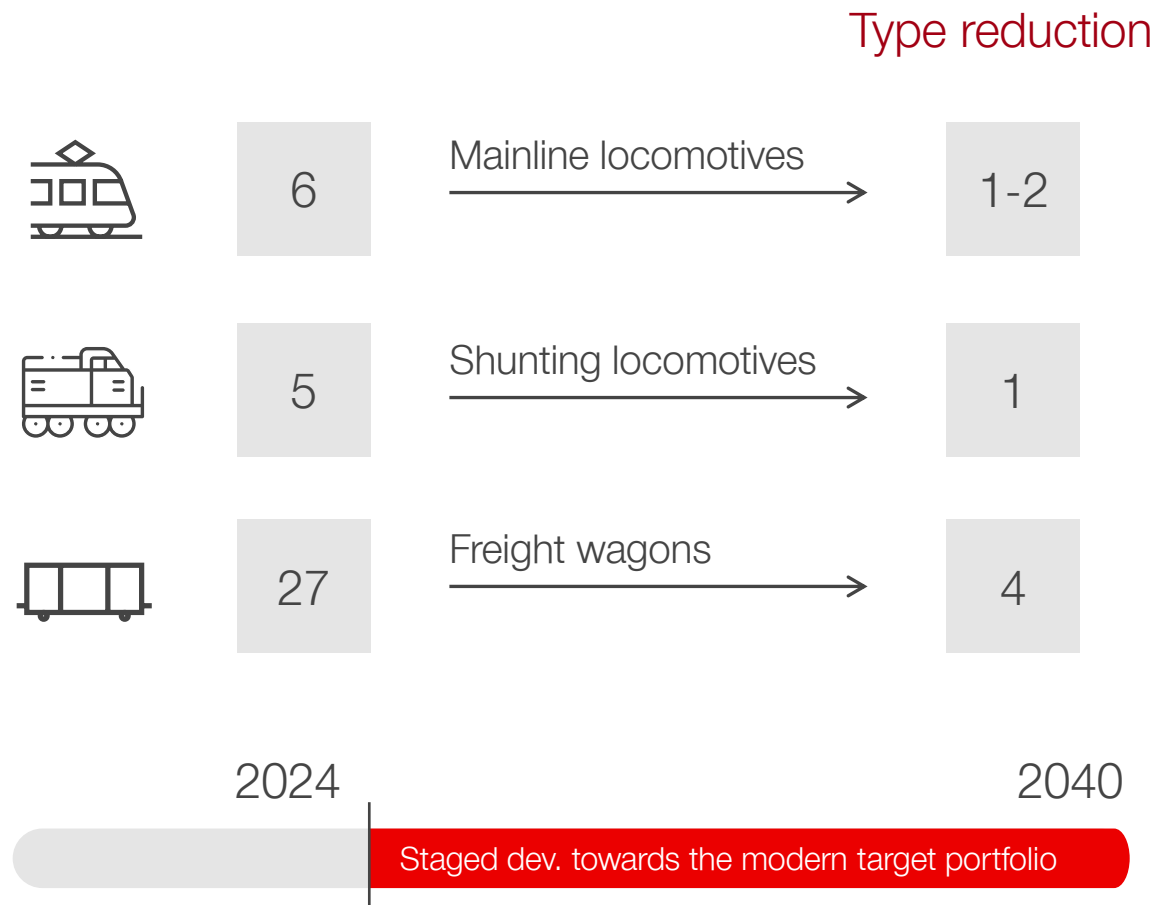 Type reduction
6
Mainline locomotives
1-2
5
Shunting locomotives
1
27
Freight wagons
4
2024
2040
Staged dev. towards the modern target portfolio